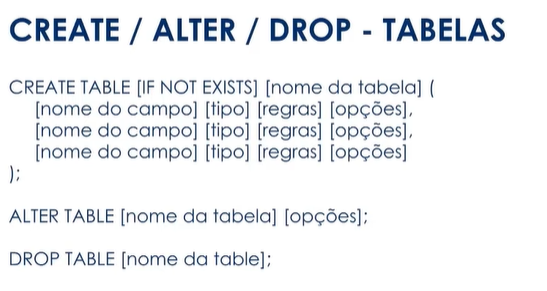 CREATE / ALTER / DROP - TABELAS
CREATE TABLE [IF NOT EXISTS] [nome da tabela] (
[nome do campo] [tipo] [regras] [opções],
[nome do campo] [tipo] [regras] [opções],
[nome do campo] [tipo] [regras] [opções]
);
ALTER TABLE [nome da tabela] [opções];
DROP TABLE [nome da table];